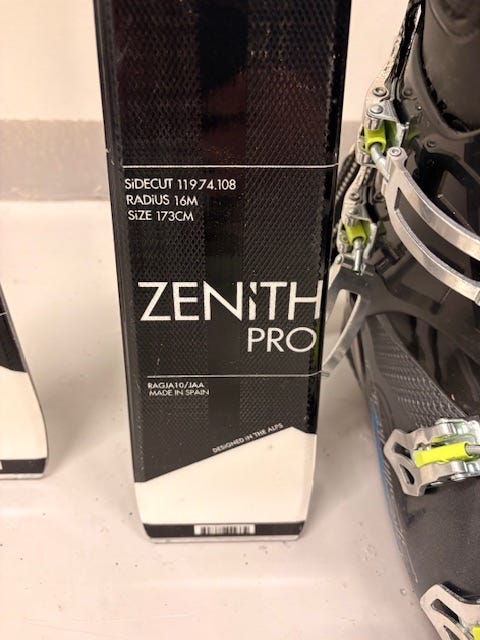 SiDECUT 119.74.108
RADiUS 16M
SiZE 173CM
ZENiTH
PRO
RAGJA10/JAA
MADE IN SPAIN
DESIGNED IN THE ALPS